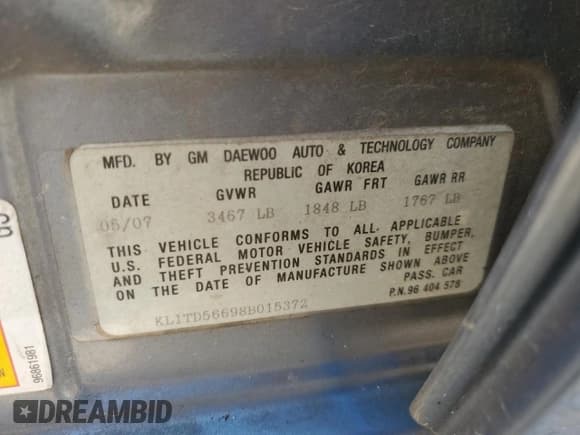 MFD. BY GM DAEWOO AUTO & TECHNOLOGY COMPANY
REPUBLIC OF KOREA
DATE GVWR GAWR FRT GAWR RR
05/07 3467 LB 1848 LB 1767 LB
THIS VEHICLE CONFORMS TO ALL APPLICABLE
U.S. FEDERAL MOTOR VEHICLE SAFETY, BUMPER,
AND THEFT PREVENTION STANDARDS IN EFFECT
ON THE DATE OF MANUFACTURE SHOWN ABOVE
PASS. CAR
KL1TD56698B015372
P.N. 96 404 578
96861981
DREAMBID